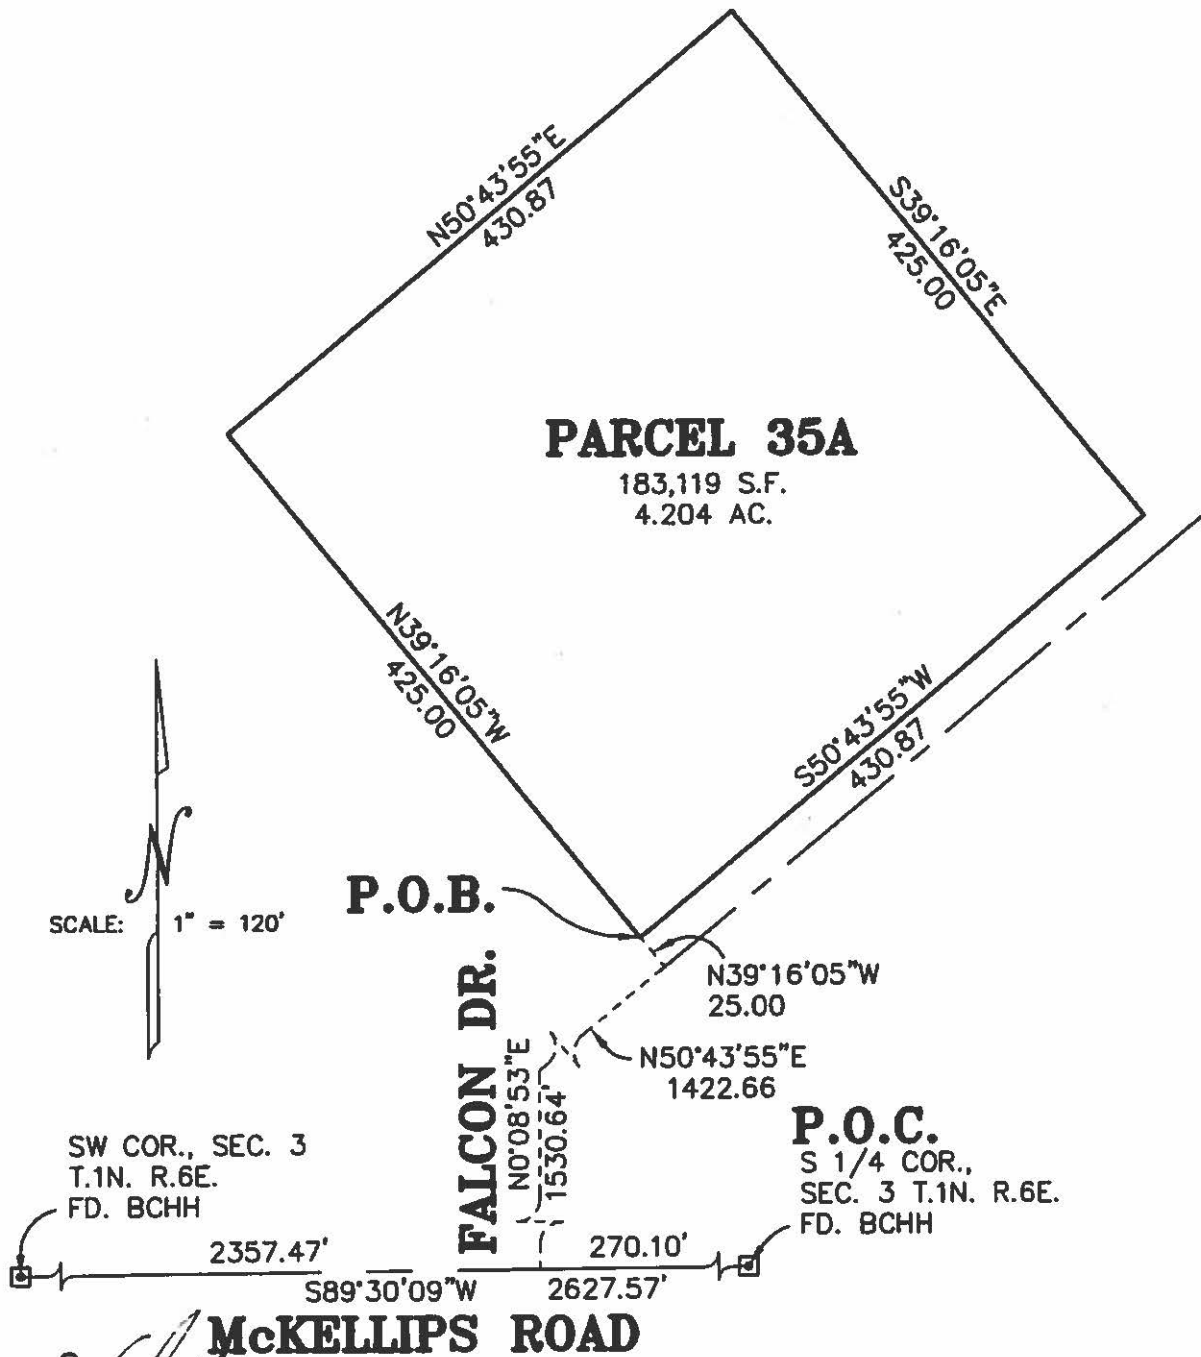 N50°43'55"E
430.87
S39°16'05"E
425.00
PARCEL 35A
183,119 S.F.
4.204 AC.
N39°16'05"W
425.00
S50°43'55"W
430.87
N
SCALE: 1" = 120'
P.O.B.
N39°16'05"W
25.00
N50°43'55"E
1422.66
FALCON DR.
N0°08'53"E
1530.64'
P.O.C.
S 1/4 COR.,
SEC. 3 T.1N. R.6E.
FD. BCHH
SW COR., SEC. 3
T.1N. R.6E.
FD. BCHH
2357.47'
270.10'
S89°30'09"W
2627.57'
McKELLIPS ROAD